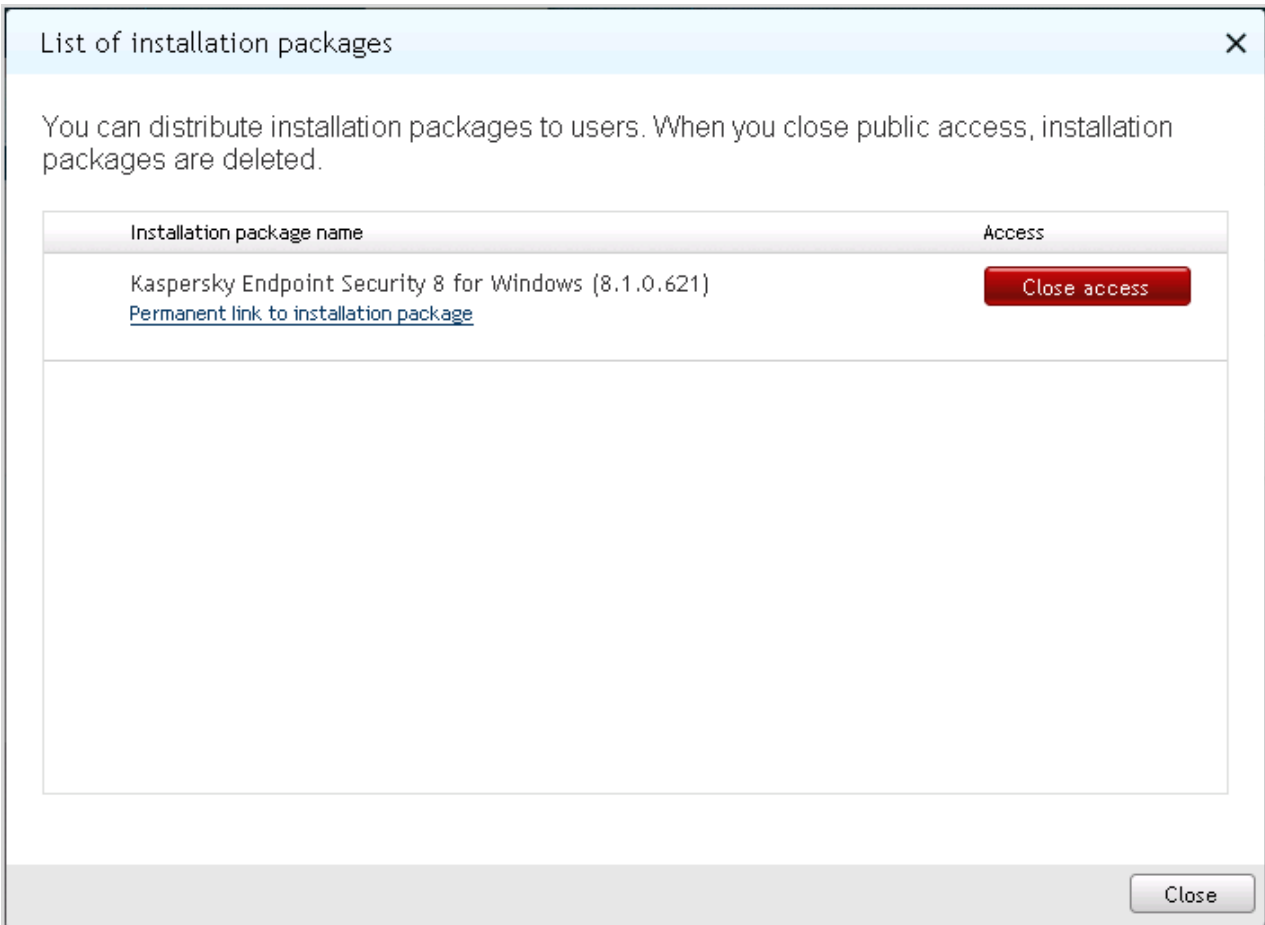 List of installation packages
You can distribute installation packages to users. When you close public access, installation
packages are deleted.
Installation package name Access
Kaspersky Endpoint Security 8 for Windows (8.1.0.621) Close access
Permanent link to installation package
Close